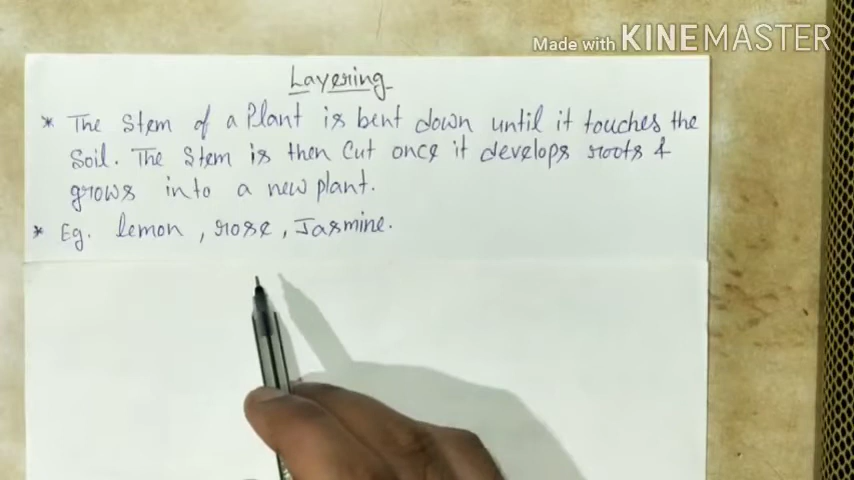 Made with KINEMASTER
Layering
* The Stem of a Plant is bent down until it touches the
Soil. The Stem is then Cut once it develops roots &
grows into a new plant.
* Eg. lemon, rose, Jasmine.